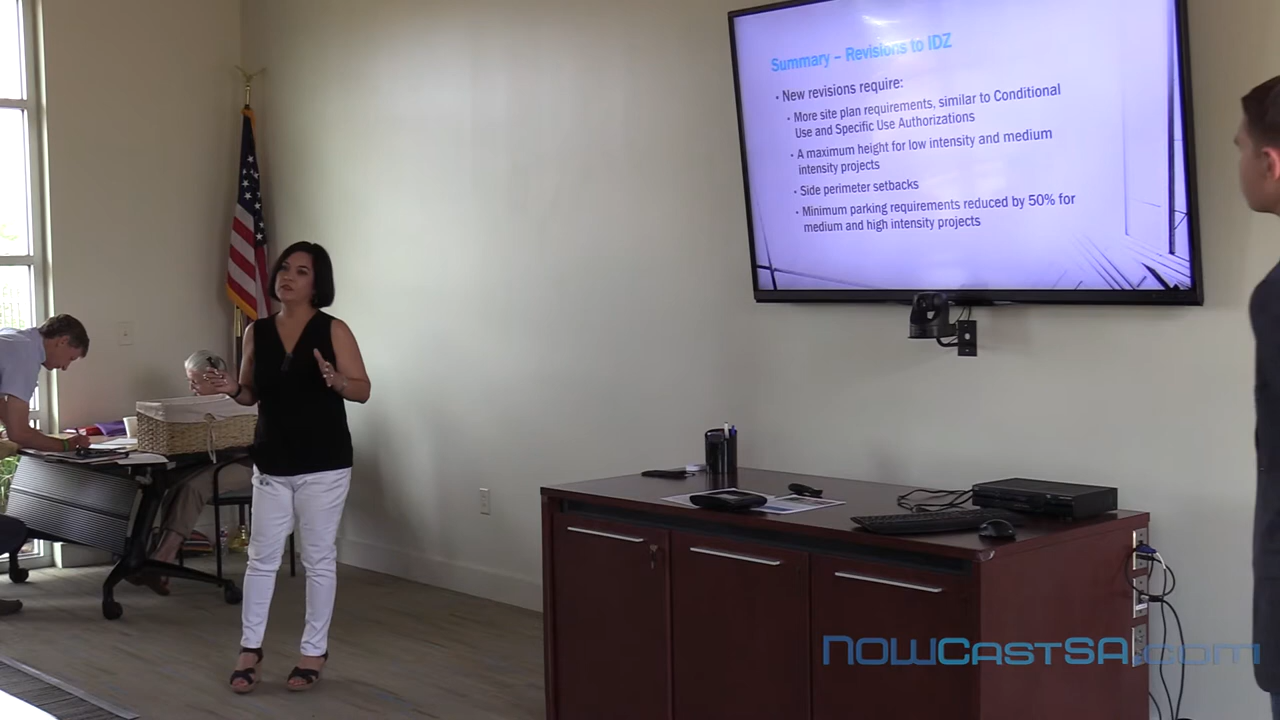 Summary – Revisions to IDZ
• New revisions require:
• More site plan requirements, similar to Conditional
Use and Specific Use Authorizations
• A maximum height for low intensity and medium
intensity projects
• Side perimeter setbacks
• Minimum parking requirements reduced by 50% for
medium and high intensity projects
NOWCastSA.com